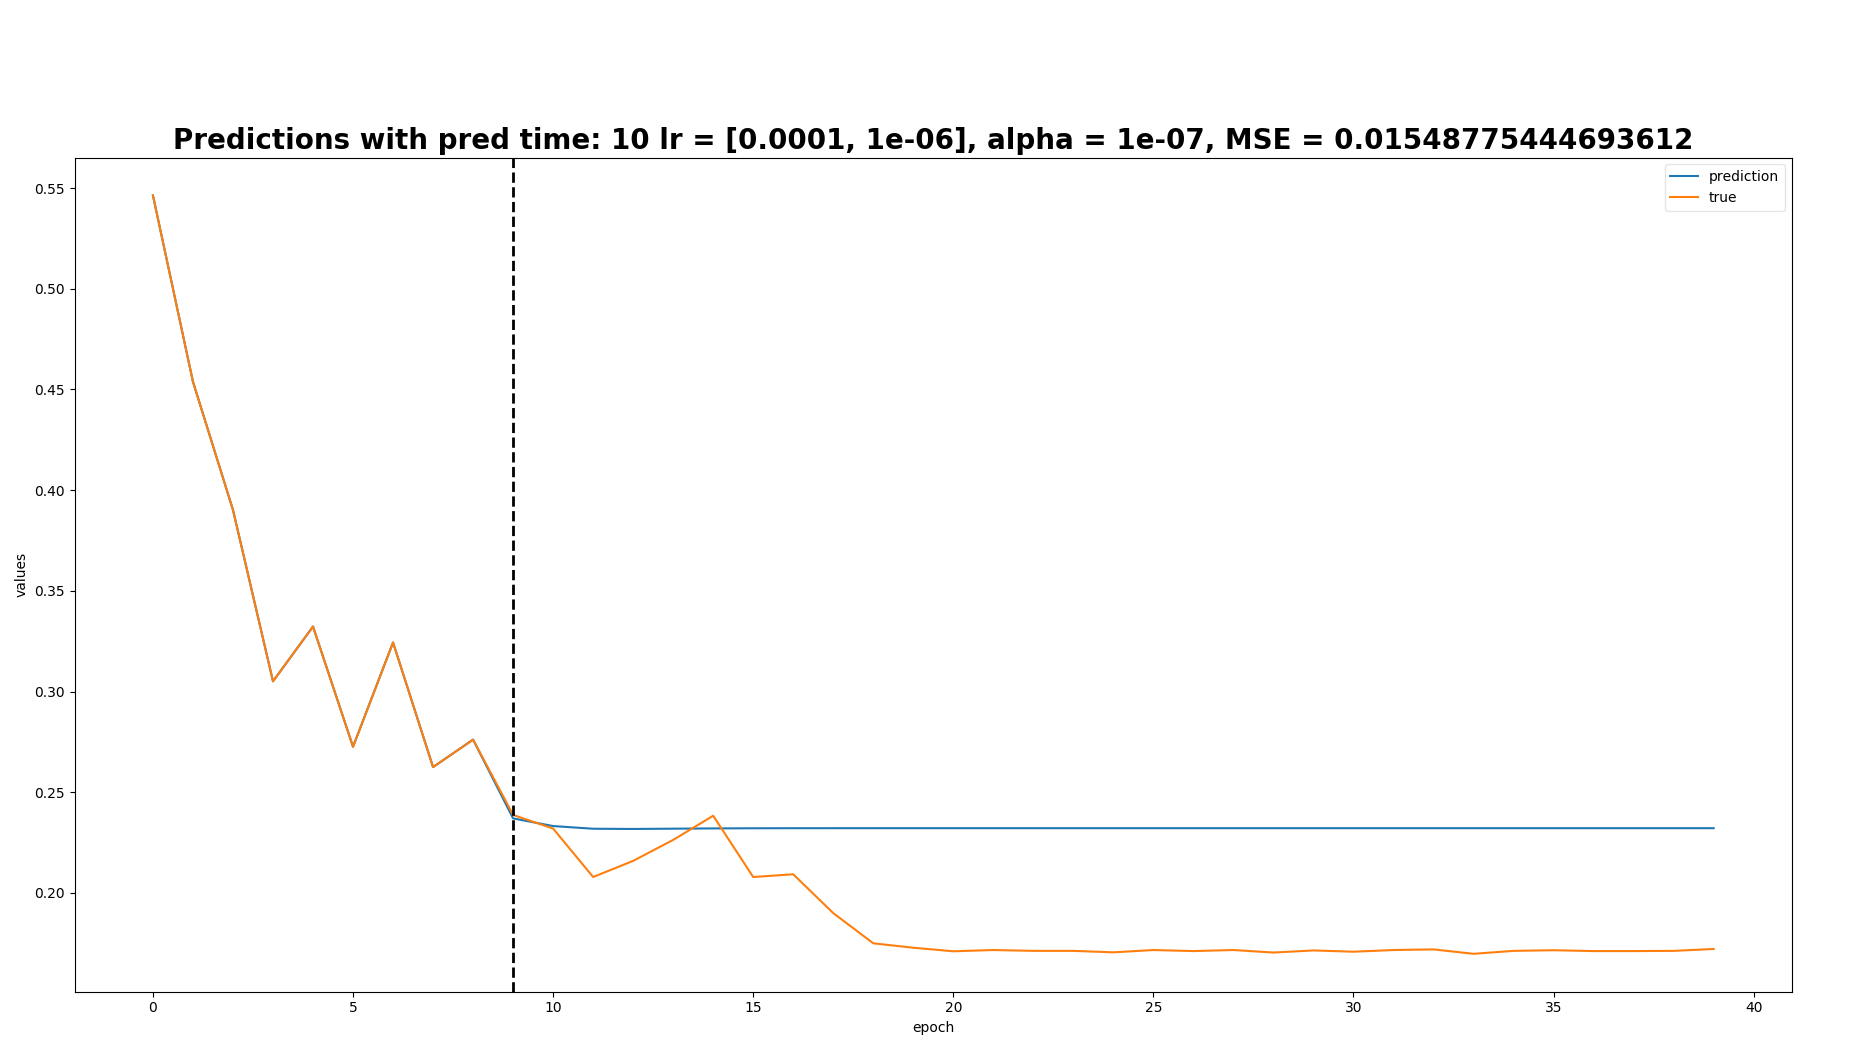 Predictions with pred time: 10 lr = [0.0001, 1e-06], alpha = 1e-07, MSE = 0.01548775444693612
prediction
true
0.55
0.50
0.45
0.40
0.35
0.30
0.25
0.20
values
0 5 10 15 20 25 30 35 40
epoch